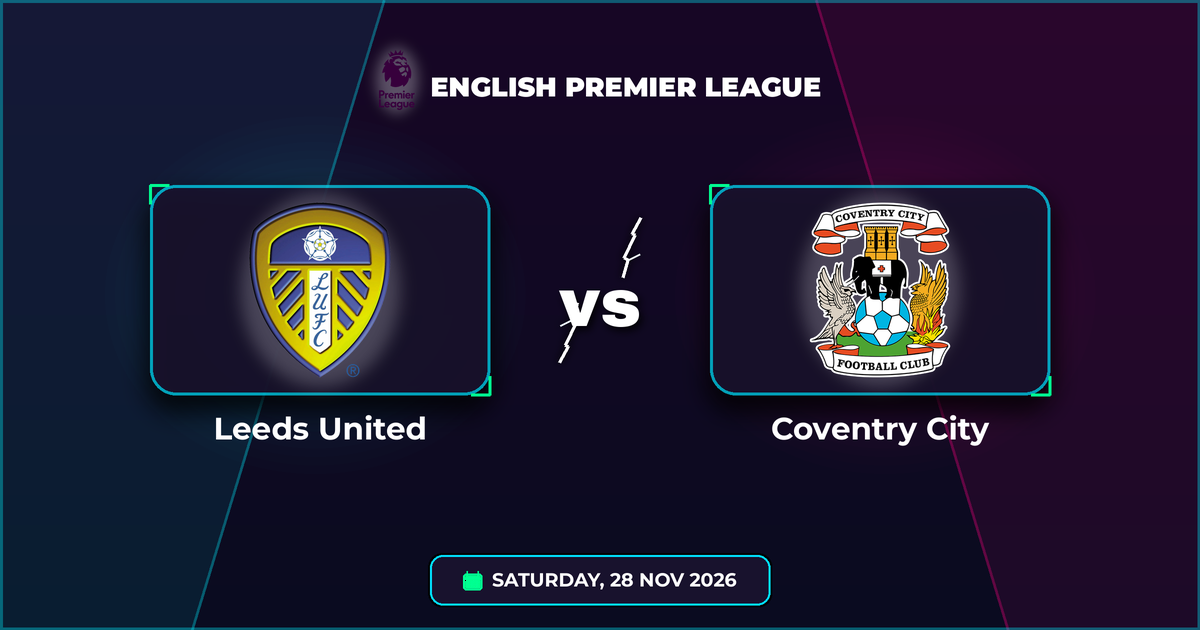 Premier
League
ENGLISH PREMIER LEAGUE
LUFC
®
COVENTRY CITY
FOOTBALL CLUB
VS
Leeds United
Coventry City
SATURDAY, 28 NOV 2026